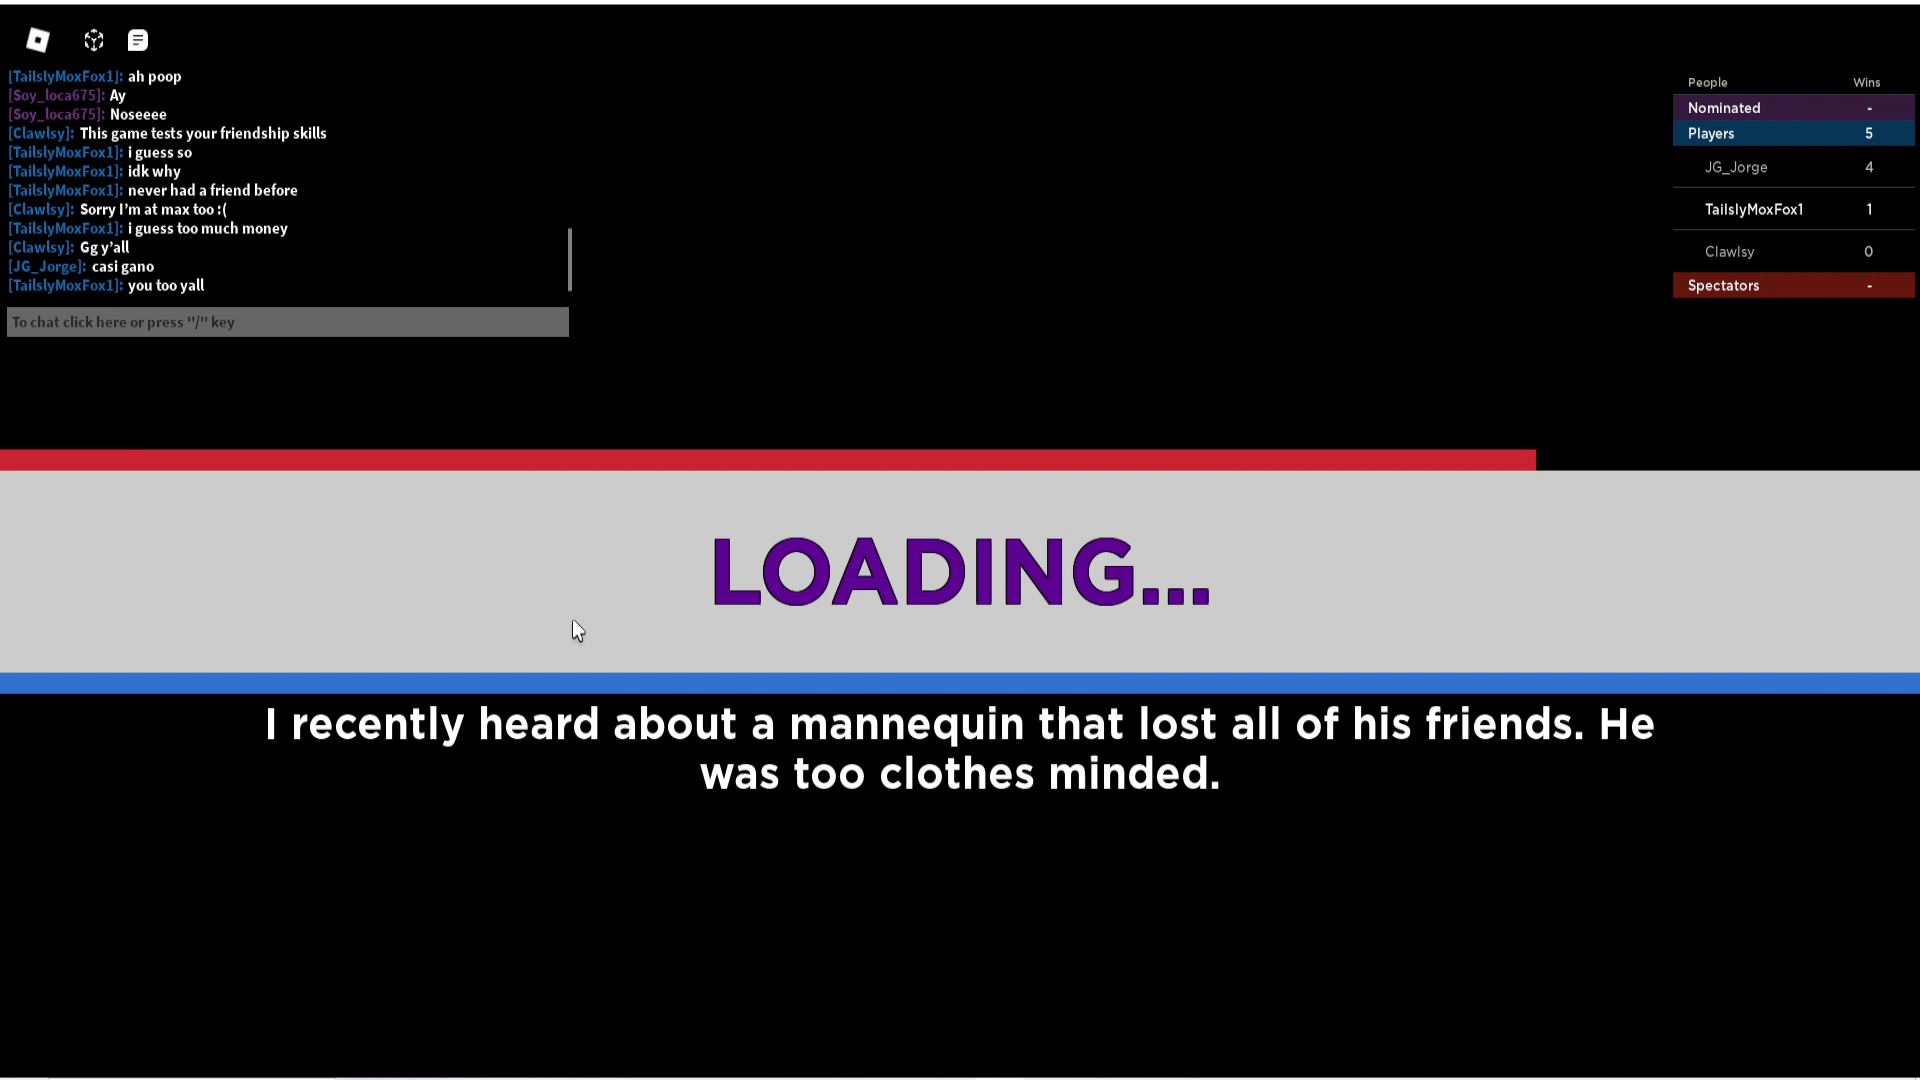 [TailslyMoxFox1]: ah poop
[Soy_loca675]: Ay
[Soy_loca675]: Noseeee
[Clawlsy]: This game tests your friendship skills
[TailslyMoxFox1]: i guess so
[TailslyMoxFox1]: idk why
[TailslyMoxFox1]: never had a friend before
[Clawlsy]: Sorry I’m at max too :(
[TailslyMoxFox1]: i guess too much money
[Clawlsy]: Gg y’all
[JG_Jorge]: casi gano
[TailslyMoxFox1]: you too yall
To chat click here or press "/" key
People Wins
Nominated -
Players 5
JG_Jorge 4
TailslyMoxFox1 1
Clawlsy 0
Spectators -
LOADING...
I recently heard about a mannequin that lost all of his friends. He
was too clothes minded.